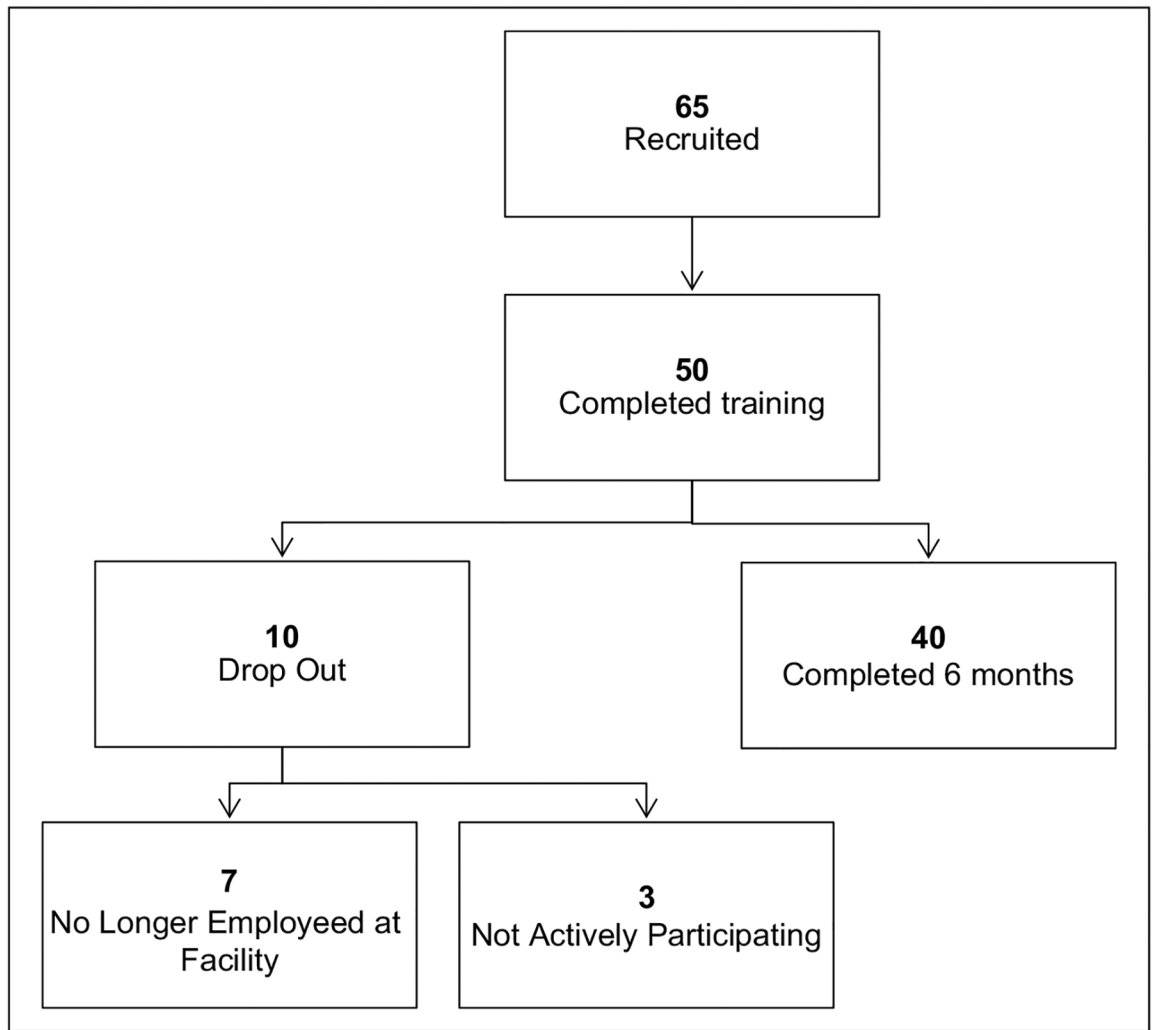 65
Recruited
50
Completed training
10
Drop Out
40
Completed 6 months
7
No Longer Employeed at
Facility
3
Not Actively Participating